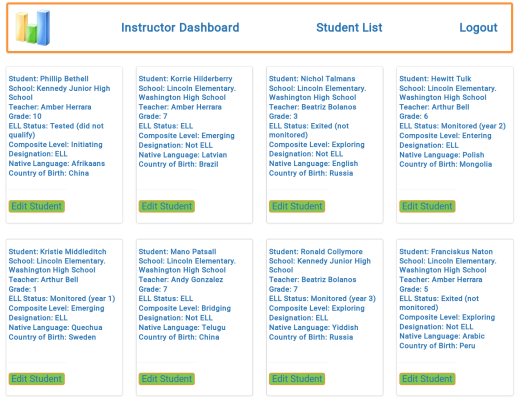 Instructor Dashboard
Student List
Logout
Student: Phillip Bethell
School: Kennedy Junior High
School
Teacher: Amber Herrara
Grade: 10
ELL Status: Tested (did not
qualify)
Composite Level: Initiating
Designation: ELL
Native Language: Afrikaans
Country of Birth: China
Edit Student
Student: Korrie Hilderberry
School: Lincoln Elementary.
Washington High School
Teacher: Amber Herrara
Grade: 7
ELL Status: ELL
Composite Level: Emerging
Designation: Not ELL
Native Language: Latvian
Country of Birth: Brazil
Edit Student
Student: Nichol Talmans
School: Lincoln Elementary.
Washington High School
Teacher: Beatriz Bolanos
Grade: 3
ELL Status: Exited (not
monitored)
Composite Level: Exploring
Designation: Not ELL
Native Language: English
Country of Birth: Russia
Edit Student
Student: Hewitt Tulk
School: Lincoln Elementary.
Washington High School
Teacher: Arthur Bell
Grade: 6
ELL Status: Monitored (year 2)
Composite Level: Entering
Designation: ELL
Native Language: Polish
Country of Birth: Mongolia
Edit Student
Student: Kristie Middleditch
School: Lincoln Elementary.
Washington High School
Teacher: Arthur Bell
Grade: 1
ELL Status: Monitored (year 1)
Composite Level: Emerging
Designation: ELL
Native Language: Quechua
Country of Birth: Sweden
Edit Student
Student: Mano Patsall
School: Lincoln Elementary.
Washington High School
Teacher: Andy Gonzalez
Grade: 7
ELL Status: ELL
Composite Level: Bridging
Designation: Not ELL
Native Language: Telugu
Country of Birth: China
Edit Student
Student: Ronald Collymore
School: Kennedy Junior High
School
Teacher: Beatriz Bolanos
Grade: 7
ELL Status: Monitored (year 3)
Composite Level: Exploring
Designation: ELL
Native Language: Yiddish
Country of Birth: Russia
Edit Student
Student: Franciskus Naton
School: Lincoln Elementary.
Washington High School
Teacher: Amber Herrara
Grade: 5
ELL Status: Exited (not
monitored)
Composite Level: Exploring
Designation: Not ELL
Native Language: Arabic
Country of Birth: Peru
Edit Student